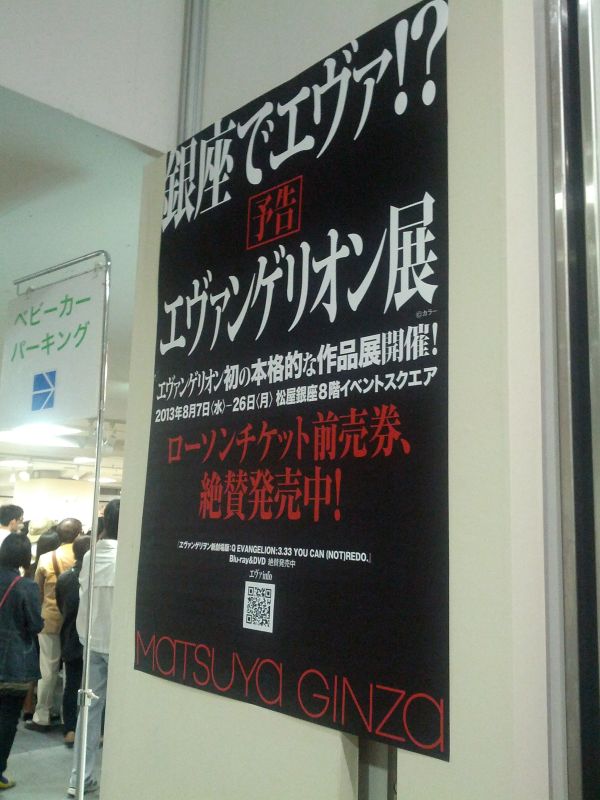 銀座でエヴァ!?
予告
エヴァンゲリオン展
©カラー
エヴァンゲリオン初の本格的な作品展開催!
2013年8月7日〈水〉–26日〈月〉 松屋銀座8階イベントスクエア
ローソンチケット前売券、
絶賛発売中!
『ヱヴァンゲリヲン新劇場版:Q EVANGELION:3.33 YOU CAN (NOT) REDO.』
Blu-ray&DVD 絶賛発売中
エヴァinfo
MATSUYA GINZA
ベビーカー
パーキング